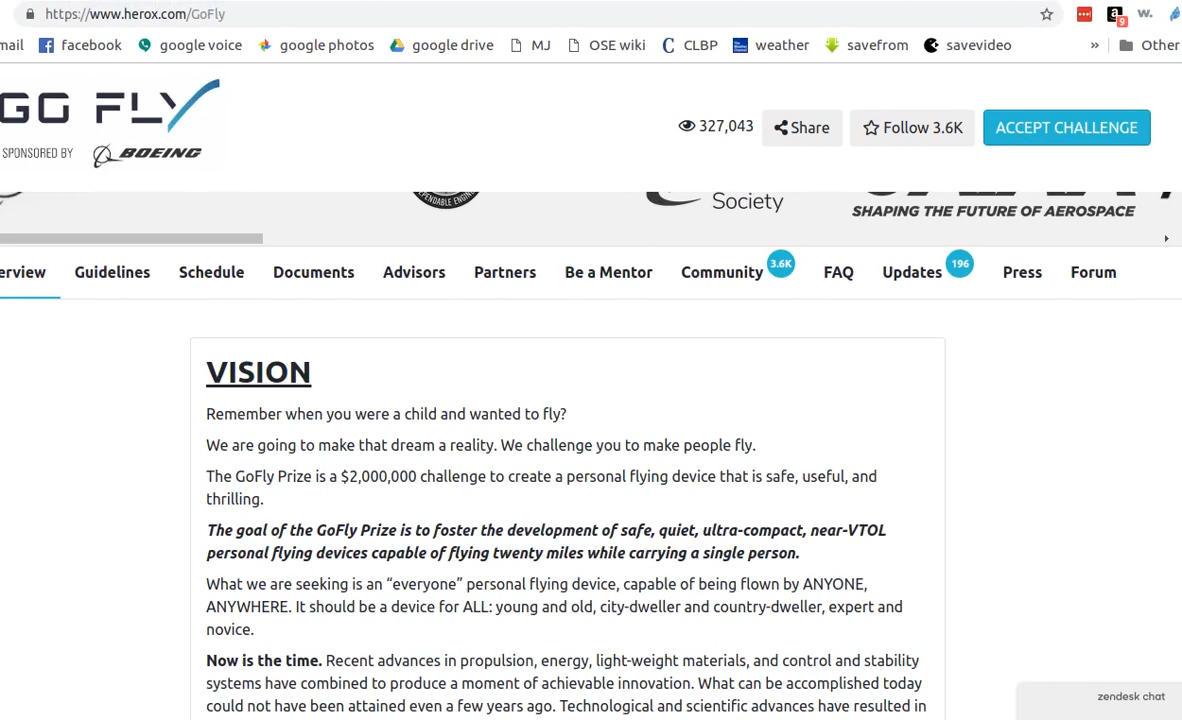 https://www.herox.com/GoFly
9
w.
mail facebook google voice google photos google drive MJ OSE wiki CLBP weather savefrom savevideo » Other
GO FLY
SPONSORED BY BOEING
327,043 Share Follow 3.6K ACCEPT CHALLENGE
Society
SHAPING THE FUTURE OF AEROSPACE
erview Guidelines Schedule Documents Advisors Partners Be a Mentor Community 3.6K FAQ Updates 196 Press Forum
VISION
Remember when you were a child and wanted to fly?
We are going to make that dream a reality. We challenge you to make people fly.
The GoFly Prize is a $2,000,000 challenge to create a personal flying device that is safe, useful, and
thrilling.
The goal of the GoFly Prize is to foster the development of safe, quiet, ultra-compact, near-VTOL
personal flying devices capable of flying twenty miles while carrying a single person.
What we are seeking is an “everyone” personal flying device, capable of being flown by ANYONE,
ANYWHERE. It should be a device for ALL: young and old, city-dweller and country-dweller, expert and
novice.
Now is the time. Recent advances in propulsion, energy, light-weight materials, and control and stability
systems have combined to produce a moment of achievable innovation. What can be accomplished today
could not have been attained even a few years ago. Technological and scientific advances have resulted in
zendesk chat